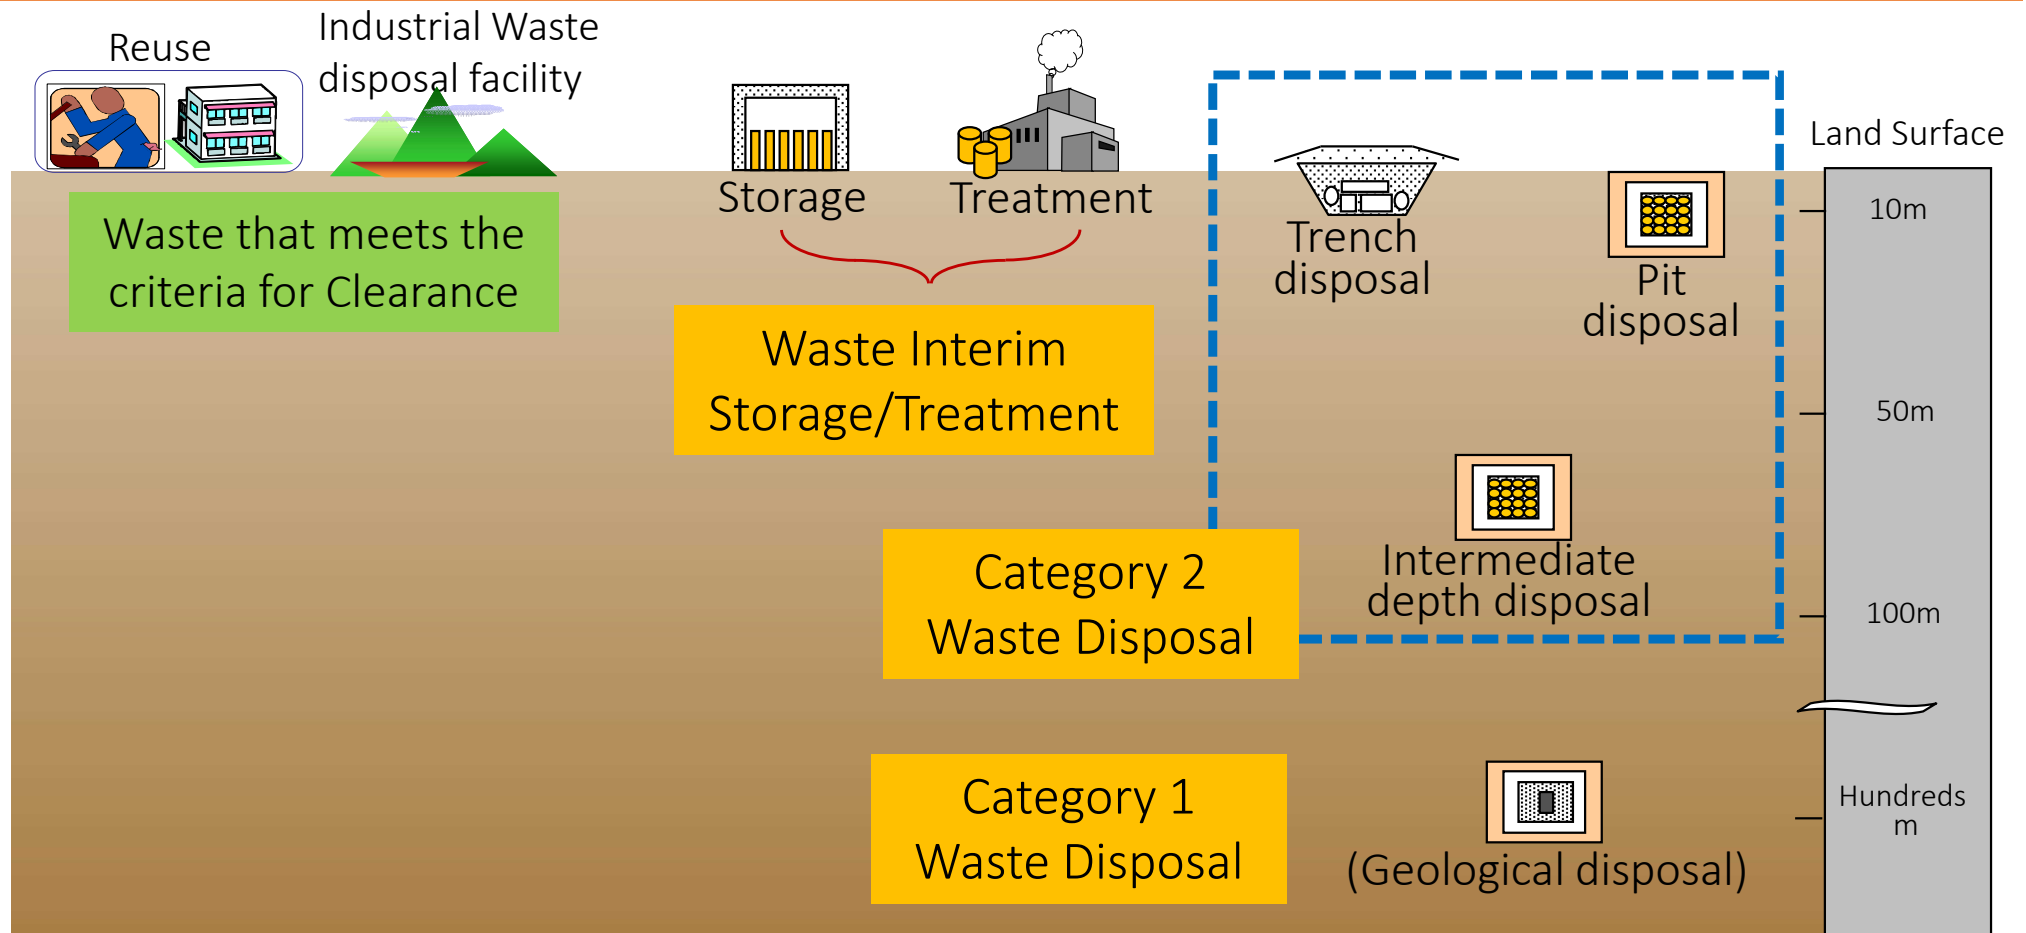 Reuse
Industrial Waste
disposal facility
Land Surface
Storage
Treatment
10m
Waste that meets the
criteria for Clearance
Trench
disposal
Pit
disposal
Waste Interim
Storage/Treatment
50m
Category 2
Waste Disposal
Intermediate
depth disposal
100m
Category 1
Waste Disposal
Hundreds
m
(Geological disposal)